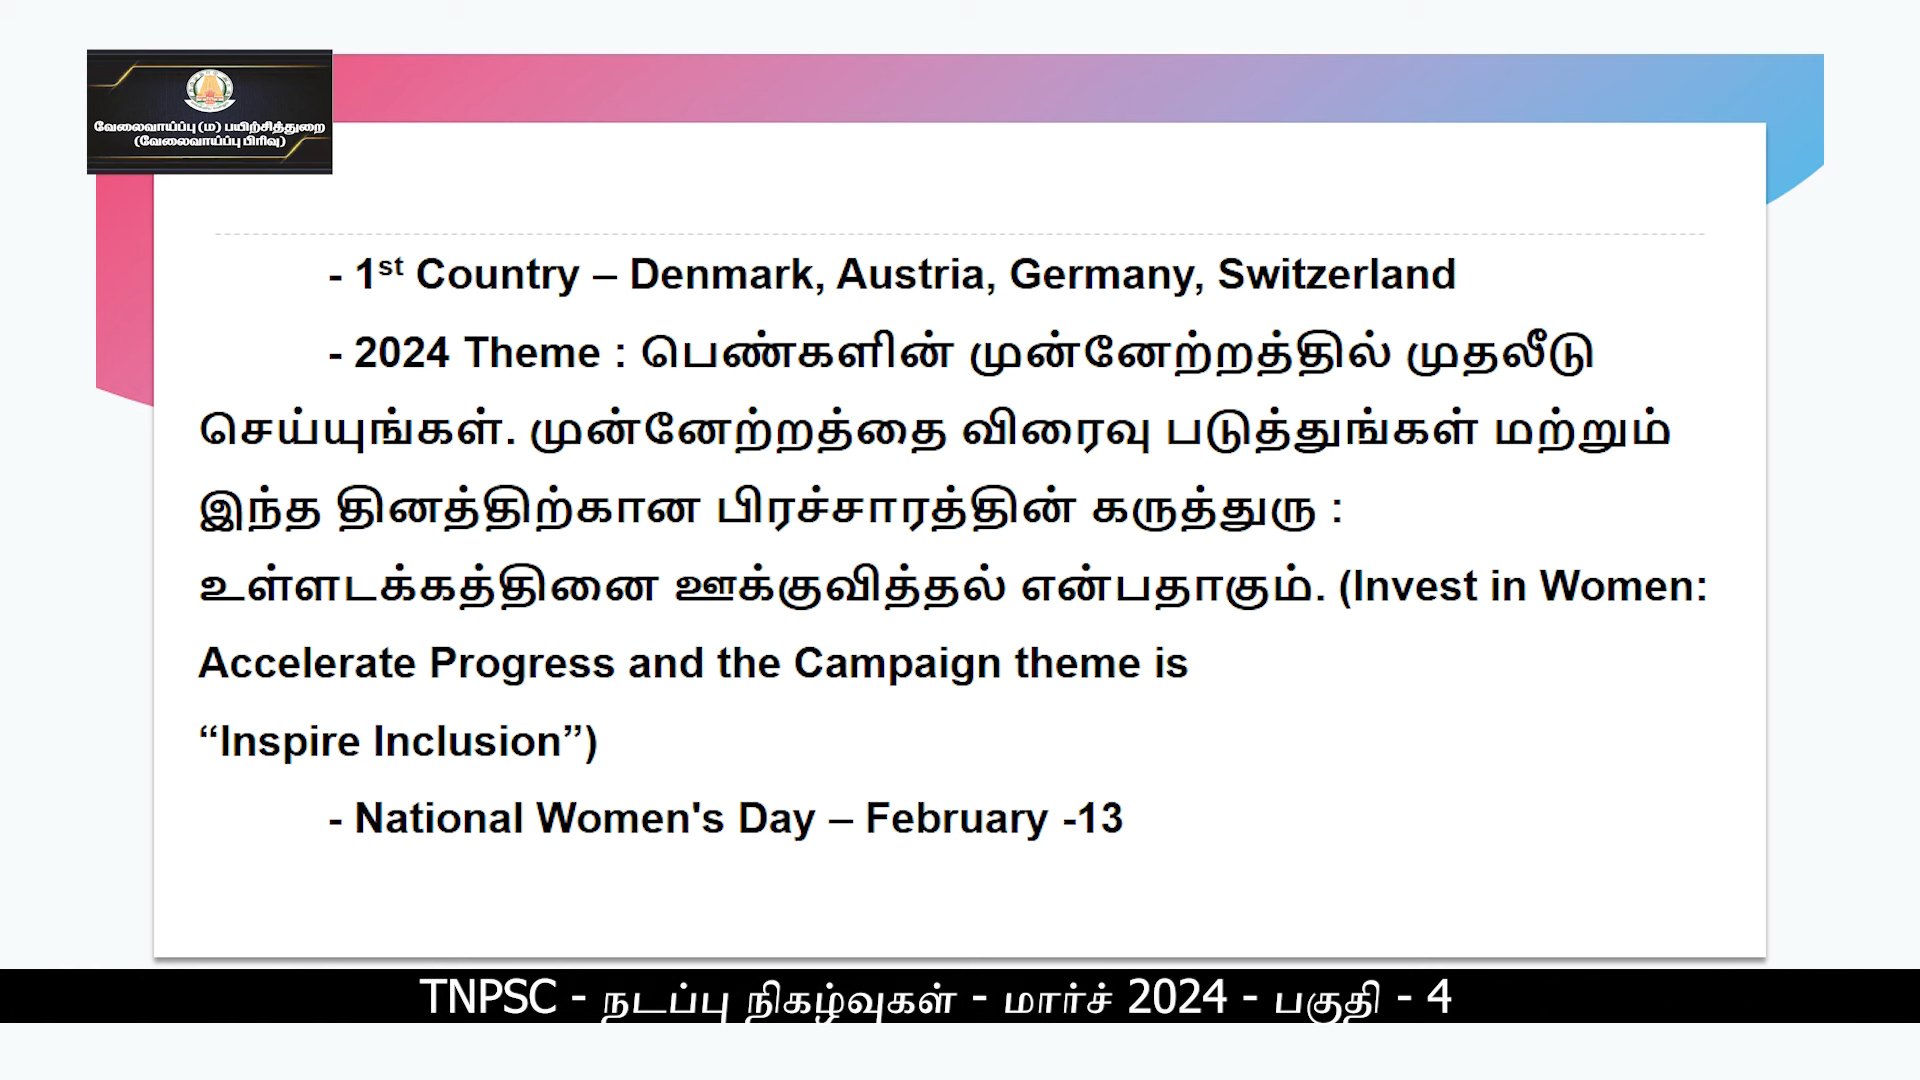 வேலைவாய்ப்பு (ம) பயிற்சித்துறை
(வேலைவாய்ப்பு பிரிவு)
- 1st Country – Denmark, Austria, Germany, Switzerland
- 2024 Theme : பெண்களின் முன்னேற்றத்தில் முதலீடு
செய்யுங்கள். முன்னேற்றத்தை விரைவு படுத்துங்கள் மற்றும்
இந்த தினத்திற்கான பிரச்சாரத்தின் கருத்துரு :
உள்ளடக்கத்தினை ஊக்குவித்தல் என்பதாகும். (Invest in Women:
Accelerate Progress and the Campaign theme is
“Inspire Inclusion”)
- National Women's Day – February -13
TNPSC - நடப்பு நிகழ்வுகள் - மார்ச் 2024 - பகுதி - 4